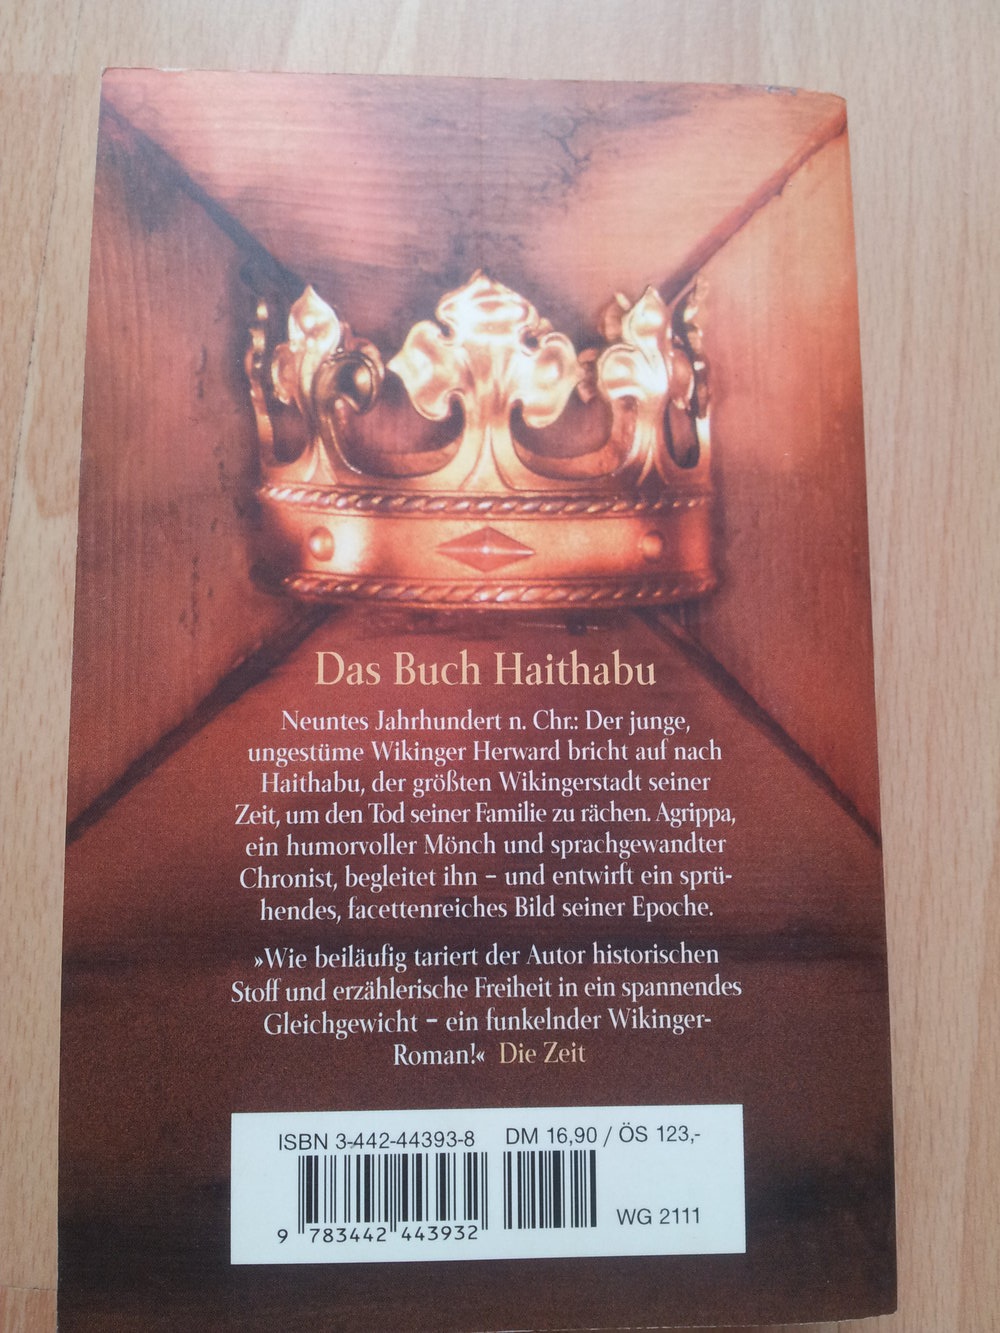 Das Buch Haithabu
Neuntes Jahrhundert n. Chr.: Der junge,
ungestüme Wikinger Herward bricht auf nach
Haithabu, der größten Wikingerstadt seiner
Zeit, um den Tod seiner Familie zu rächen. Agrippa,
ein humorvoller Mönch und sprachgewandter
Chronist, begleitet ihn – und entwirft ein sprü-
hendes, facettenreiches Bild seiner Epoche.
»Wie beiläufig tariert der Autor historischen
Stoff und erzählerische Freiheit in ein spannendes
Gleichgewicht – ein funkelnder Wikinger-
Roman!« Die Zeit
ISBN 3-442-44393-8 DM 16,90 / ÖS 123,-
WG 2111
9 783442 443932